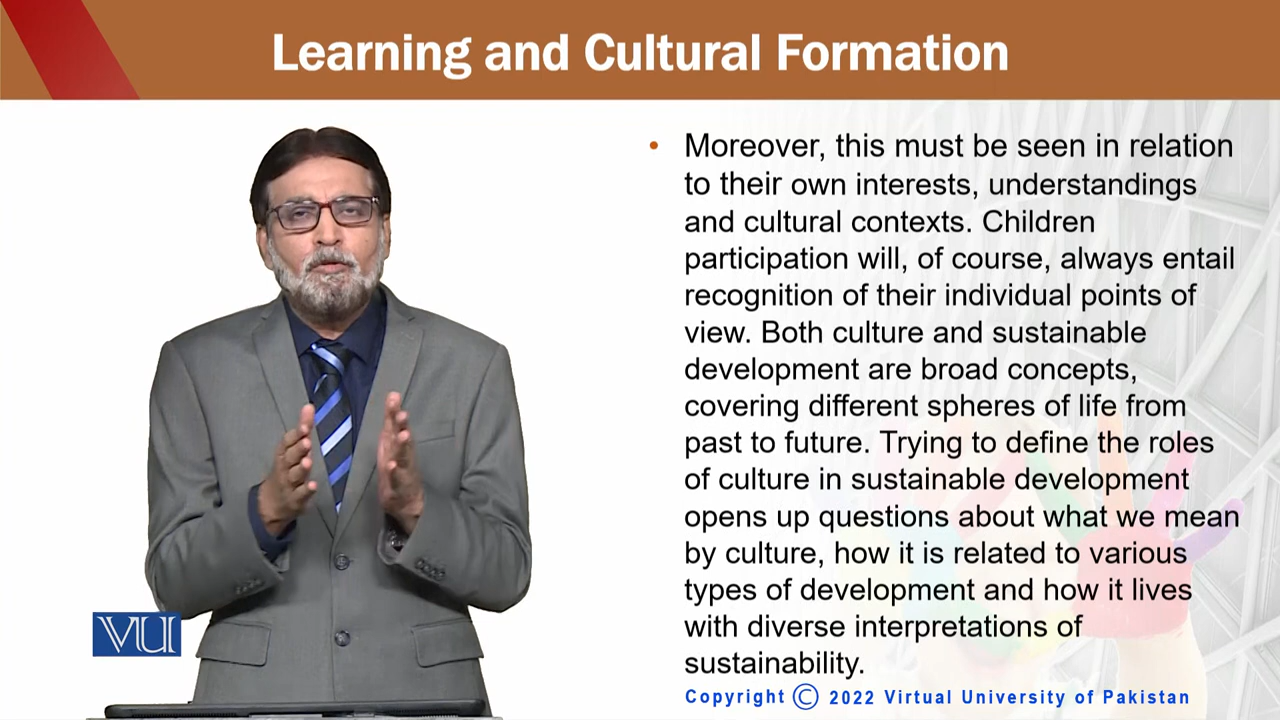 Learning and Cultural Formation
• Moreover, this must be seen in relation
to their own interests, understandings
and cultural contexts. Children
participation will, of course, always entail
recognition of their individual points of
view. Both culture and sustainable
development are broad concepts,
covering different spheres of life from
past to future. Trying to define the roles
of culture in sustainable development
opens up questions about what we mean
by culture, how it is related to various
types of development and how it lives
with diverse interpretations of
sustainability.
VU
Copyright © 2022 Virtual University of Pakistan